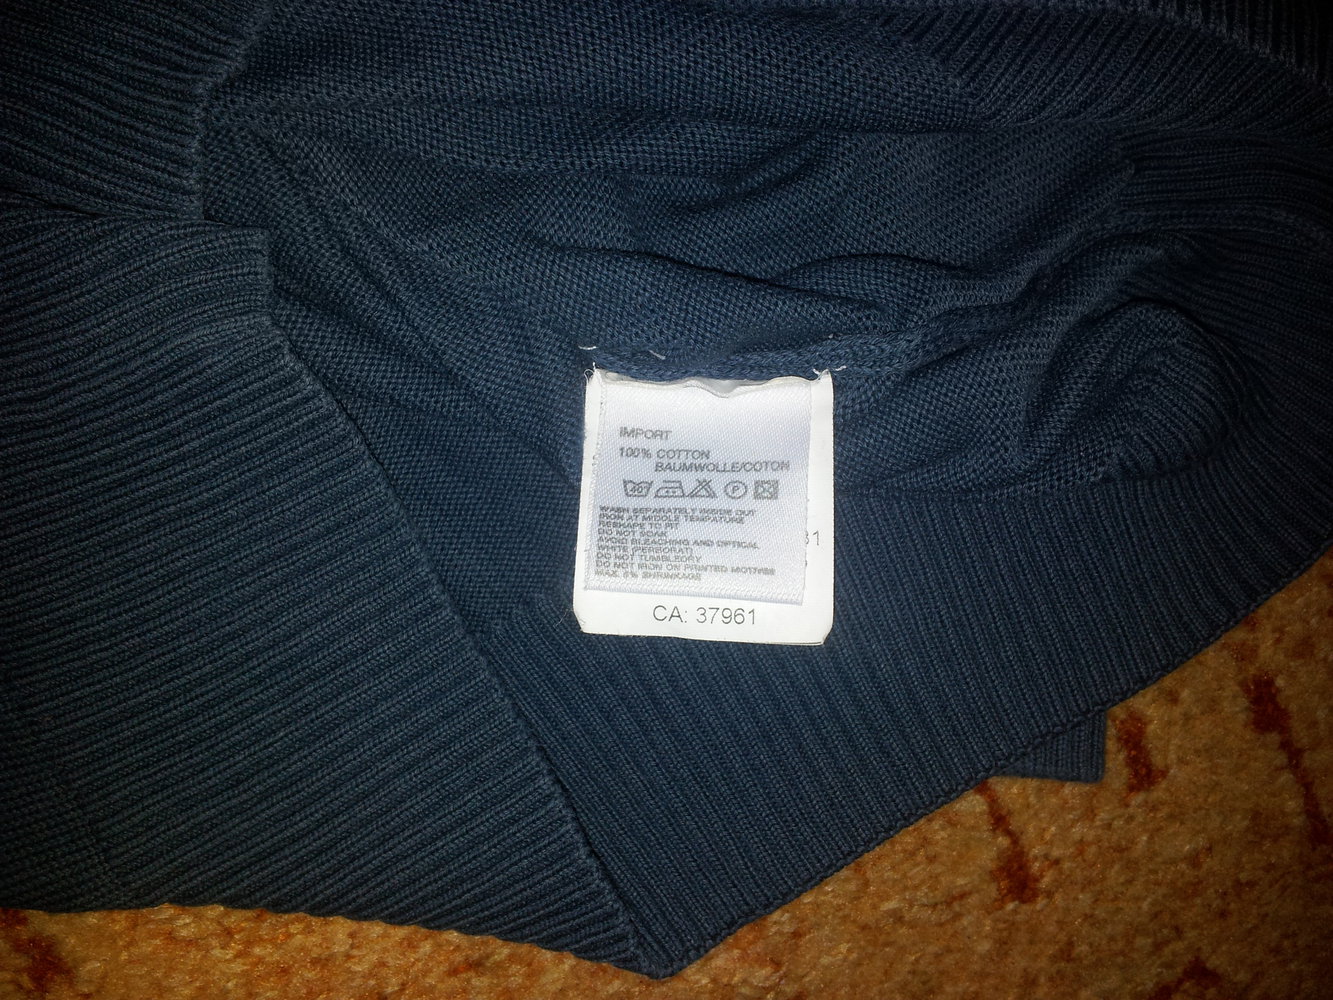 IMPORT
100% COTTON
BAUMWOLLE/COTON
40 P
WASH SEPARATELY INSIDE OUT
IRON AT MIDDLE TEMPATURE
RESHAPE TO FIT
DO NOT SOAK
AVOID BLEACHING AND OPTICAL
WHITE (PERBORAT)
DO NOT TUMBLEDRY
DO NOT IRON ON PRINTED MOTIVES
MAX. 5% SHRINKAGE
CA: 37961